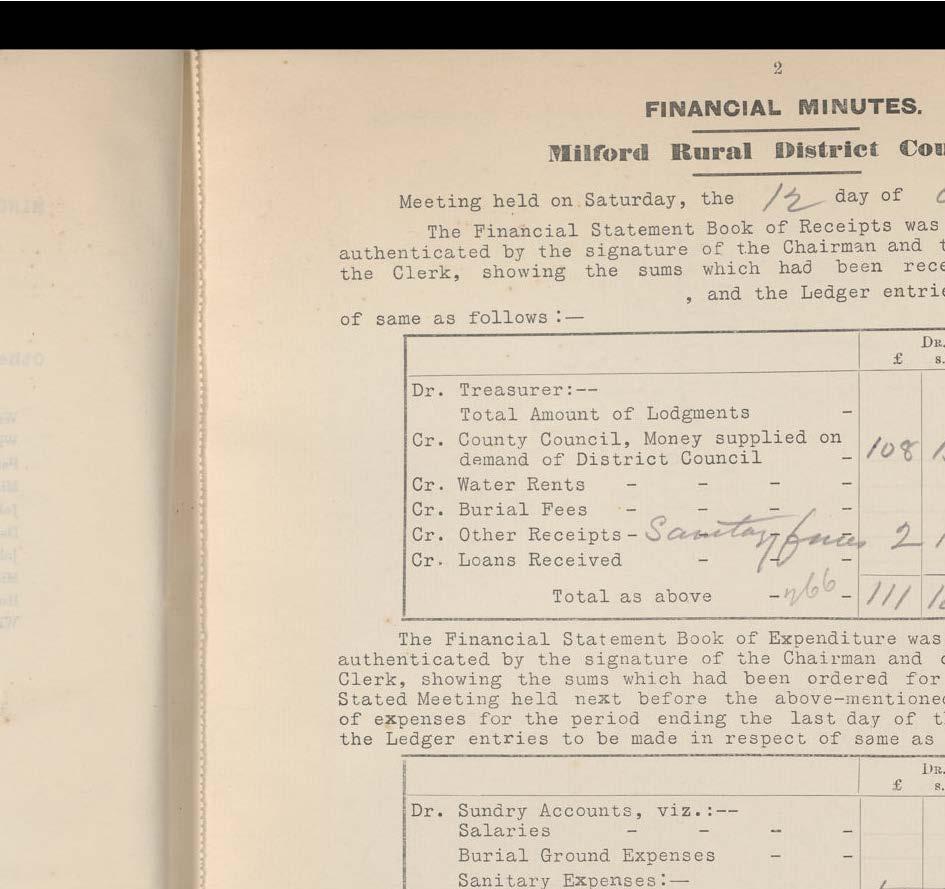 2
FINANCIAL MINUTES.
Milford Rural District Cou
Meeting held on Saturday, the 12 day of
The Financial Statement Book of Receipts was
authenticated by the signature of the Chairman and t
the Clerk, showing the sums which had been rece
, and the Ledger entrie
of same as follows:—
DR.
£ s.
Dr. Treasurer:--
Total Amount of Lodgments -
Cr. County Council, Money supplied on
demand of District Council - 108
Cr. Water Rents - - - -
Cr. Burial Fees - - - -
Cr. Other Receipts - Sanitary fines 2
Cr. Loans Received - - -
Total as above - 266 - 111
The Financial Statement Book of Expenditure was
authenticated by the signature of the Chairman and
Clerk, showing the sums which had been ordered for
Stated Meeting held next before the above-mentioned
of expenses for the period ending the last day of th
the Ledger entries to be made in respect of same as
DR.
£ s.
Dr. Sundry Accounts, viz.:--
Salaries - - - -
Burial Ground Expenses - -
Sanitary Expenses:—